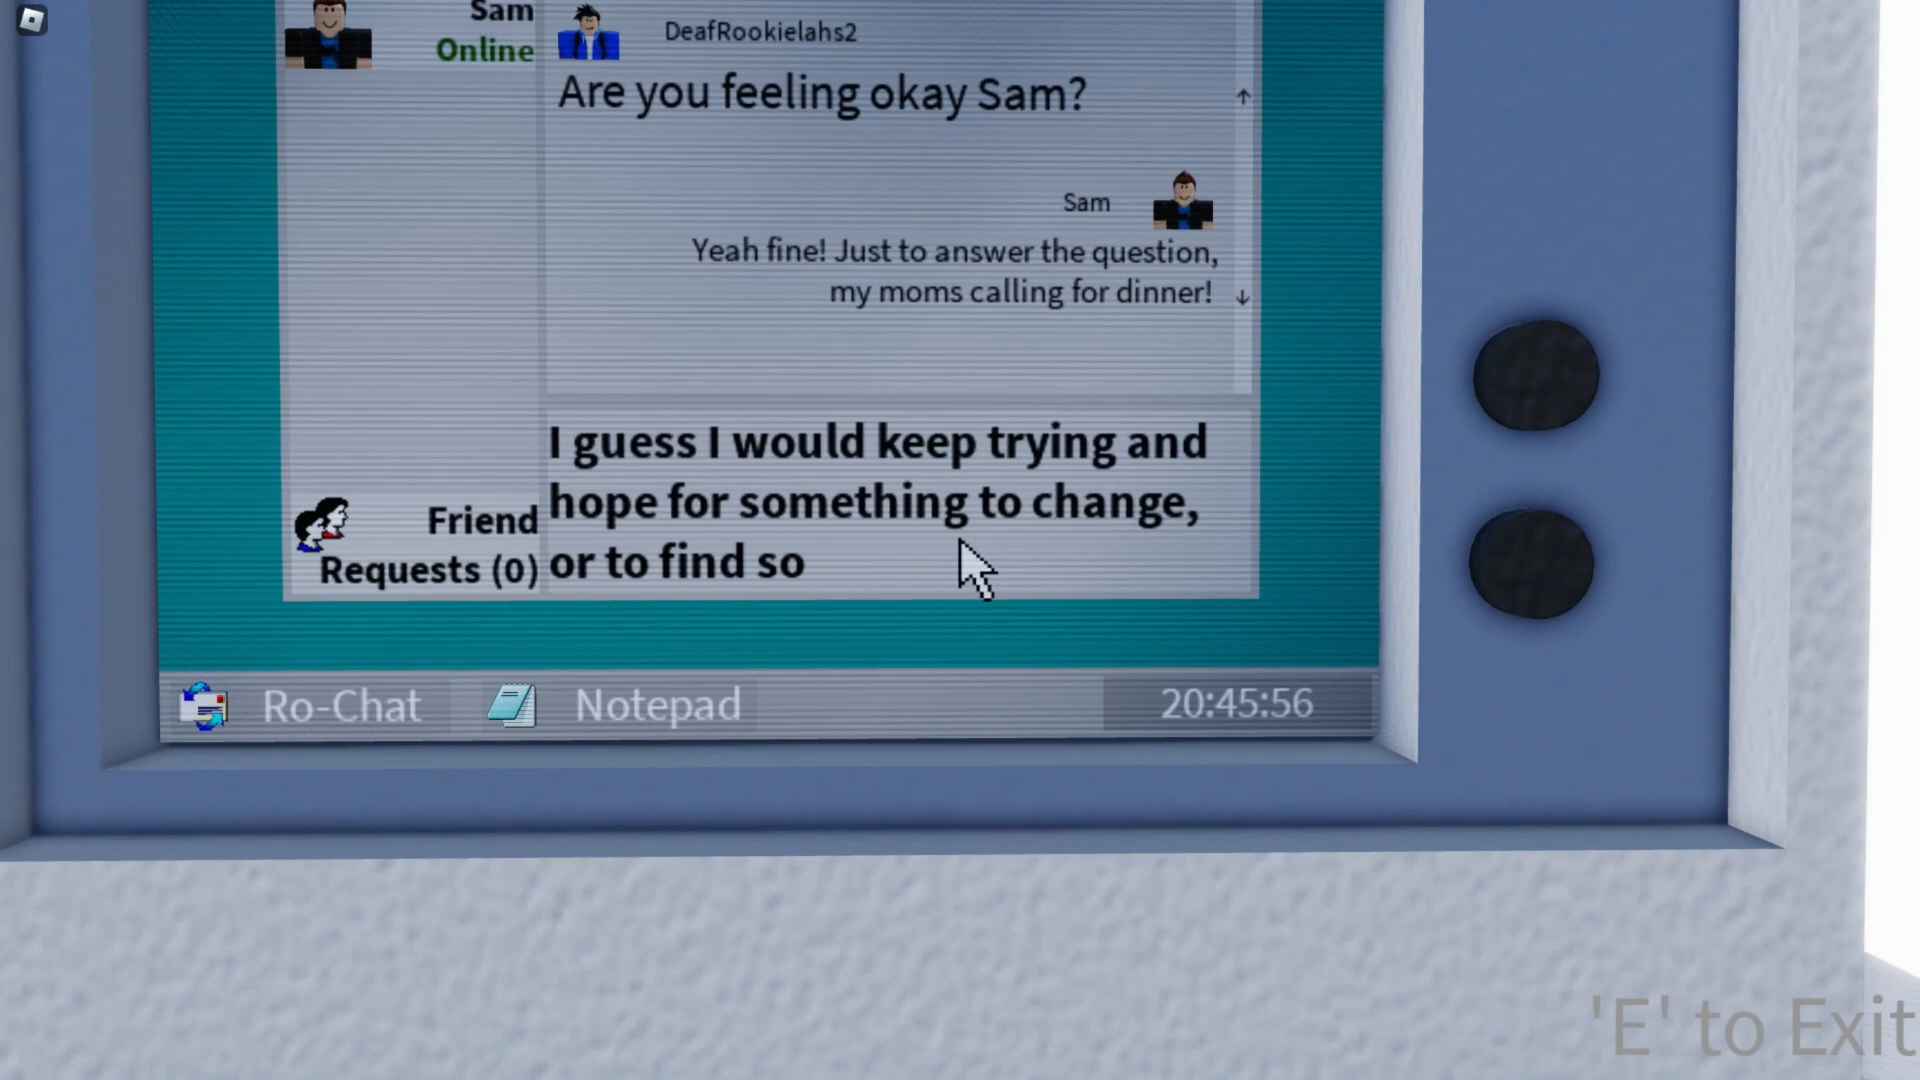 Sam
Online
DeafRookielahs2
Are you feeling okay Sam?
Sam
Yeah fine! Just to answer the question,
my moms calling for dinner!
I guess I would keep trying and
hope for something to change,
or to find so
Friend
Requests (0)
Ro-Chat
Notepad
20:45:56
'E' to Exit